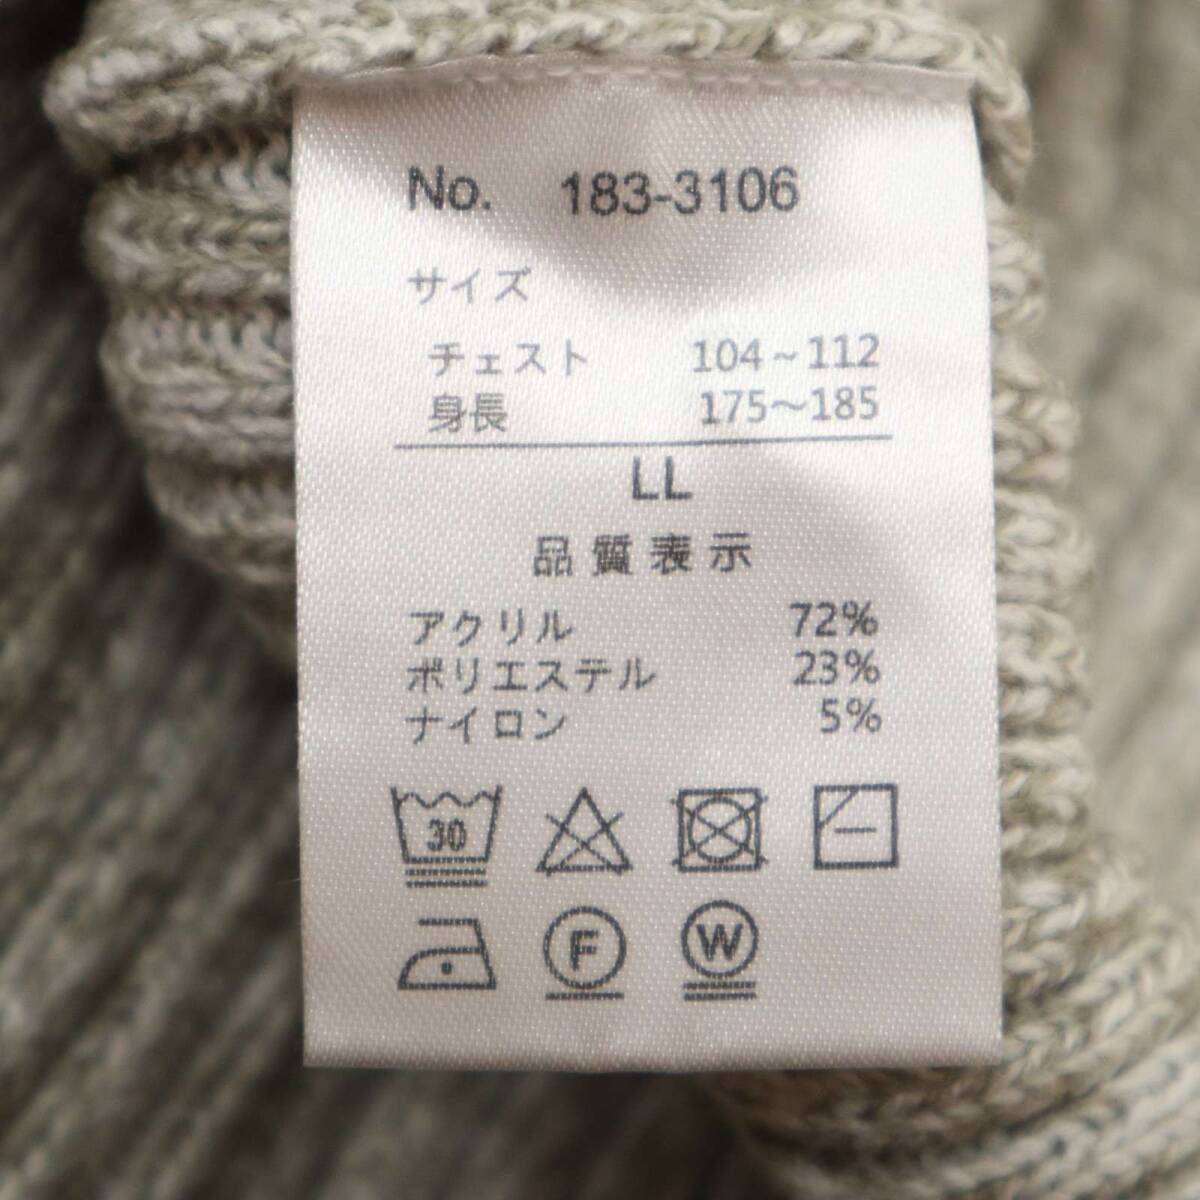 No. 183-3106
サイズ
チェスト 104～112
身長 175～185
LL
品質表示
アクリル 72%
ポリエステル 23%
ナイロン 5%
30
F
W